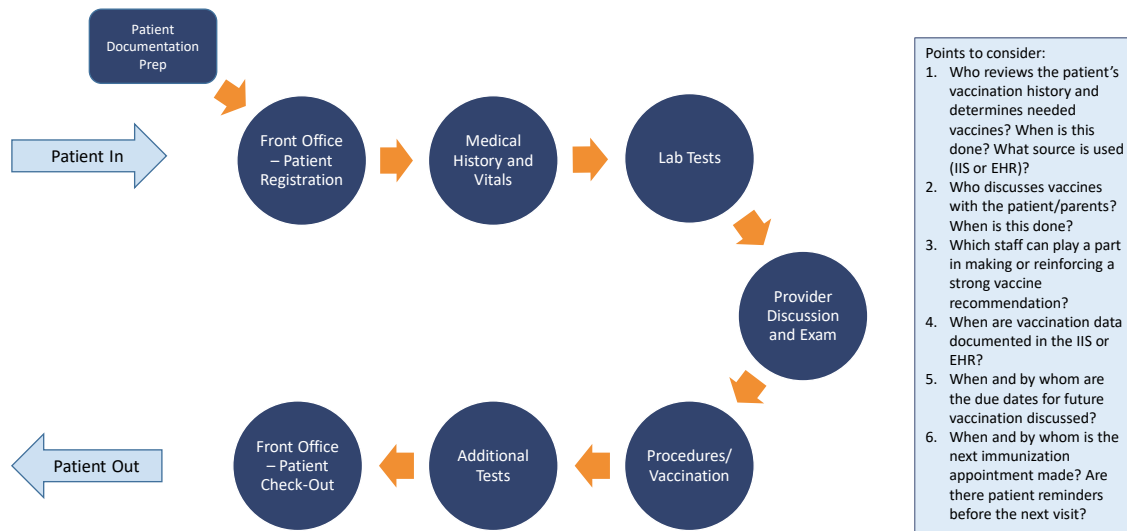 Patient
Documentation
Prep
Patient In
Front Office
– Patient
Registration
Medical
History and
Vitals
Lab Tests
Provider
Discussion
and Exam
Procedures/
Vaccination
Additional
Tests
Front Office
– Patient
Check-Out
Patient Out
Points to consider:
1. Who reviews the patient’s
vaccination history and
determines needed
vaccines? When is this
done? What source is used
(IIS or EHR)?
2. Who discusses vaccines
with the patient/parents?
When is this done?
3. Which staff can play a part
in making or reinforcing a
strong vaccine
recommendation?
4. When are vaccination data
documented in the IIS or
EHR?
5. When and by whom are
the due dates for future
vaccination discussed?
6. When and by whom is the
next immunization
appointment made? Are
there patient reminders
before the next visit?